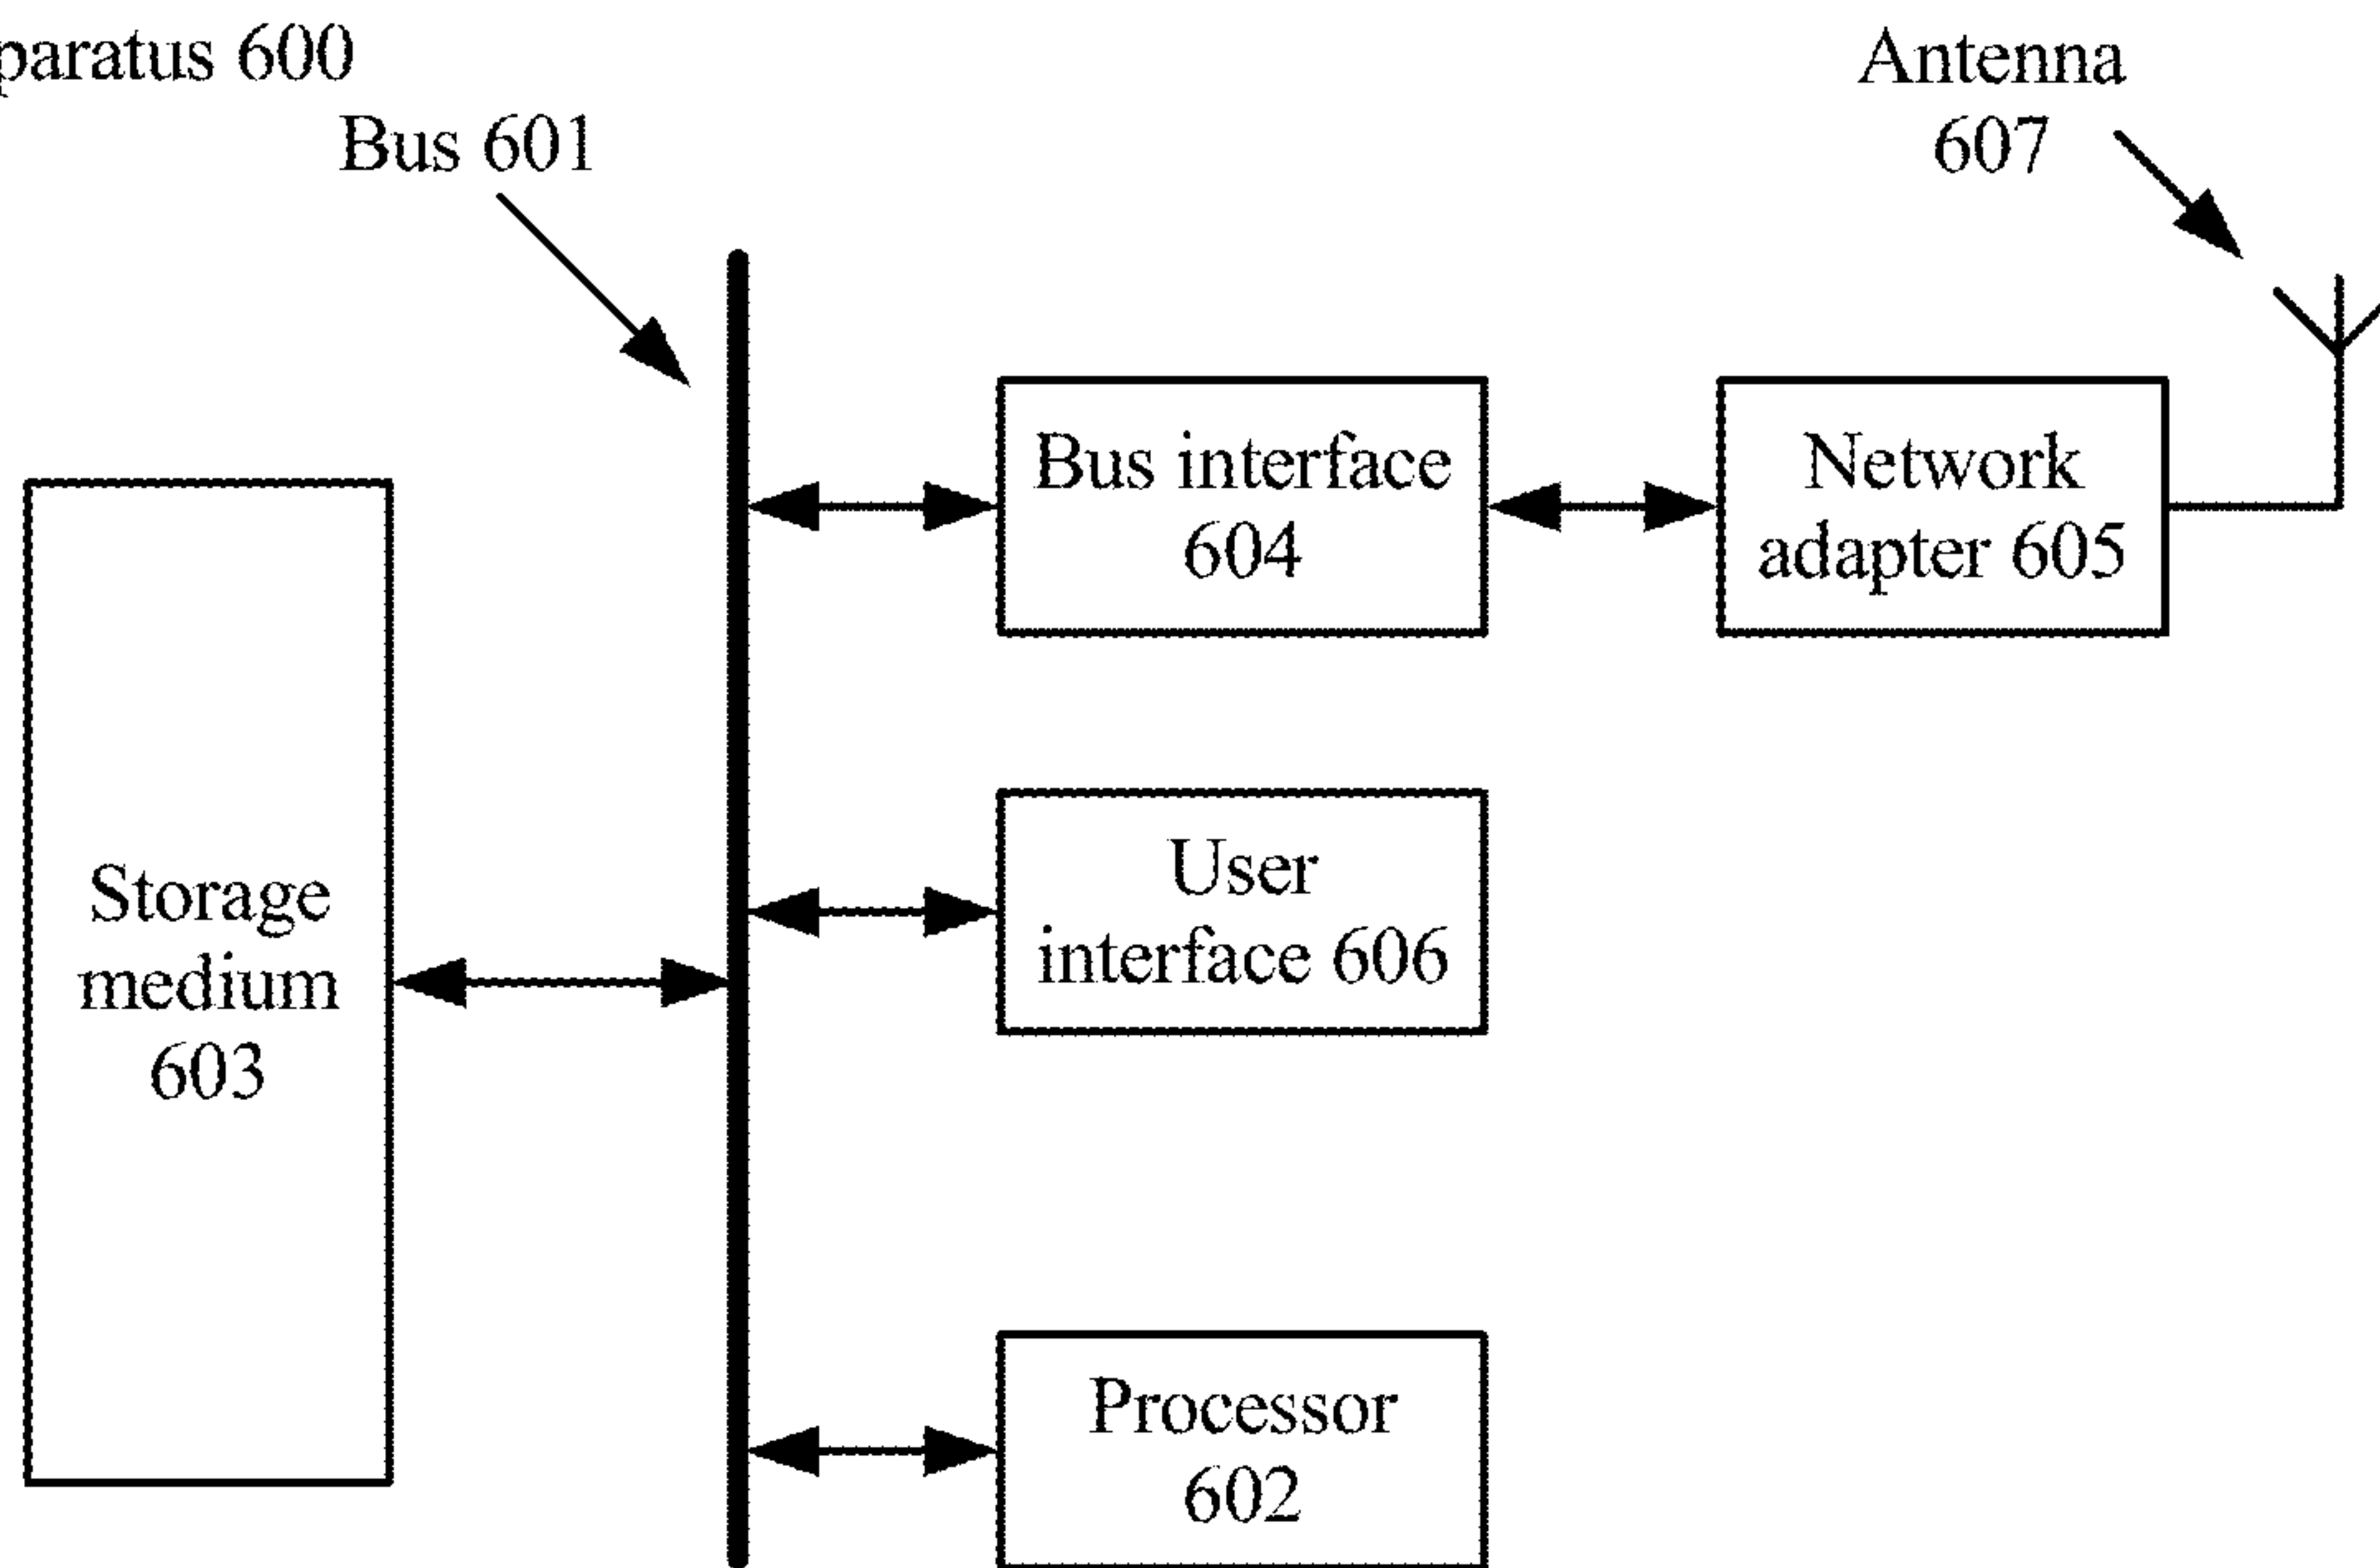 paratus 600
Bus 601
Antenna
607
Bus interface
604
Network
adapter 605
User
interface 606
Storage
medium
603
Processor
602